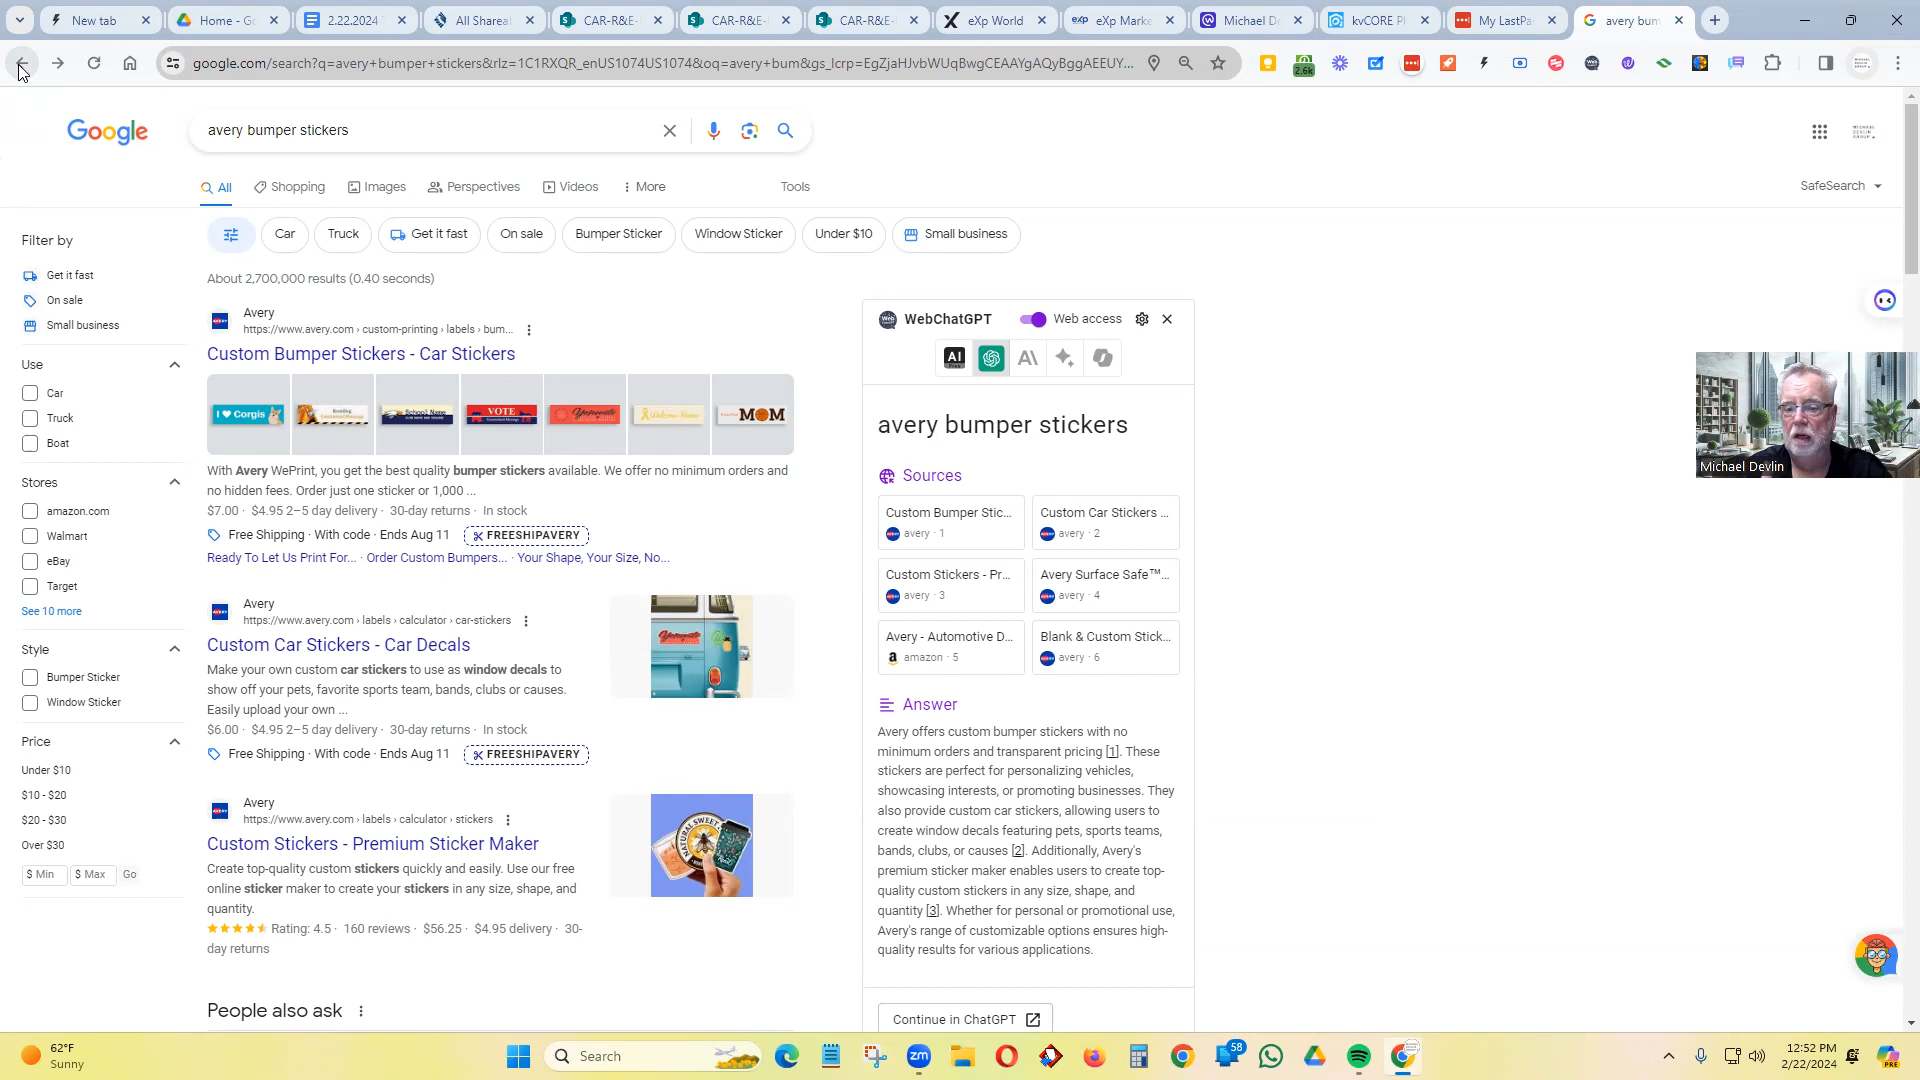 New tab
Home - Go
2.22.2024 T
All Shareal
CAR-R&E-I
CAR-R&E-I
CAR-R&E-I
eXp World
eXp Marke
Michael De
kvCORE Pl
My LastPa
avery bum
google.com/search?q=avery+bumper+stickers&rlz=1C1RXQR_enUS1074US1074&oq=avery+bum&gs_lcrp=EgZjaHJvbWUqBwgCEAAYgAQyBggAEEUY...
2.6k
Google
avery bumper stickers
All
Shopping
Images
Perspectives
Videos
More
Tools
SafeSearch
Car
Truck
Get it fast
On sale
Bumper Sticker
Window Sticker
Under $10
Small business
Filter by
Get it fast
On sale
Small business
Use
Car
Truck
Boat
Stores
amazon.com
Walmart
eBay
Target
See 10 more
Style
Bumper Sticker
Window Sticker
Price
Under $10
$10 - $20
$20 - $30
Over $30
$ Min
$ Max
Go
About 2,700,000 results (0.40 seconds)
Avery
https://www.avery.com › custom-printing › labels › bum...
Custom Bumper Stickers - Car Stickers
I ♥ Corgis
School Name
VOTE
Yosemite
Welcome Home
MOM
With Avery WePrint, you get the best quality bumper stickers available. We offer no minimum orders and
no hidden fees. Order just one sticker or 1,000 ...
$7.00 · $4.95 2–5 day delivery · 30-day returns · In stock
Free Shipping · With code · Ends Aug 11
FREESHIPAVERY
Ready To Let Us Print For... · Order Custom Bumpers... · Your Shape, Your Size, No...
Avery
https://www.avery.com › labels › calculator › car-stickers
Custom Car Stickers - Car Decals
Make your own custom car stickers to use as window decals to
show off your pets, favorite sports team, bands, clubs or causes.
Easily upload your own ...
$6.00 · $4.95 2–5 day delivery · 30-day returns · In stock
Free Shipping · With code · Ends Aug 11
FREESHIPAVERY
Avery
https://www.avery.com › labels › calculator › stickers
Custom Stickers - Premium Sticker Maker
Create top-quality custom stickers quickly and easily. Use our free
online sticker maker to create your stickers in any size, shape, and
quantity.
Rating: 4.5 · 160 reviews · $56.25 · $4.95 delivery · 30-
day returns
People also ask
WebChatGPT
Web access
avery bumper stickers
Sources
Custom Bumper Stic...
avery · 1
Custom Car Stickers ...
avery · 2
Custom Stickers - Pr...
avery · 3
Avery Surface Safe™...
avery · 4
Avery - Automotive D...
amazon · 5
Blank & Custom Stick...
avery · 6
Answer
Avery offers custom bumper stickers with no
minimum orders and transparent pricing [1]. These
stickers are perfect for personalizing vehicles,
showcasing interests, or promoting businesses. They
also provide custom car stickers, allowing users to
create window decals featuring pets, sports teams,
bands, clubs, or causes [2]. Additionally, Avery's
premium sticker maker enables users to create top-
quality custom stickers in any size, shape, and
quantity [3]. Whether for personal or promotional use,
Avery's range of customizable options ensures high-
quality results for various applications.
Continue in ChatGPT
Michael Devlin
62°F
Sunny
Search
zm
58
12:52 PM
2/22/2024